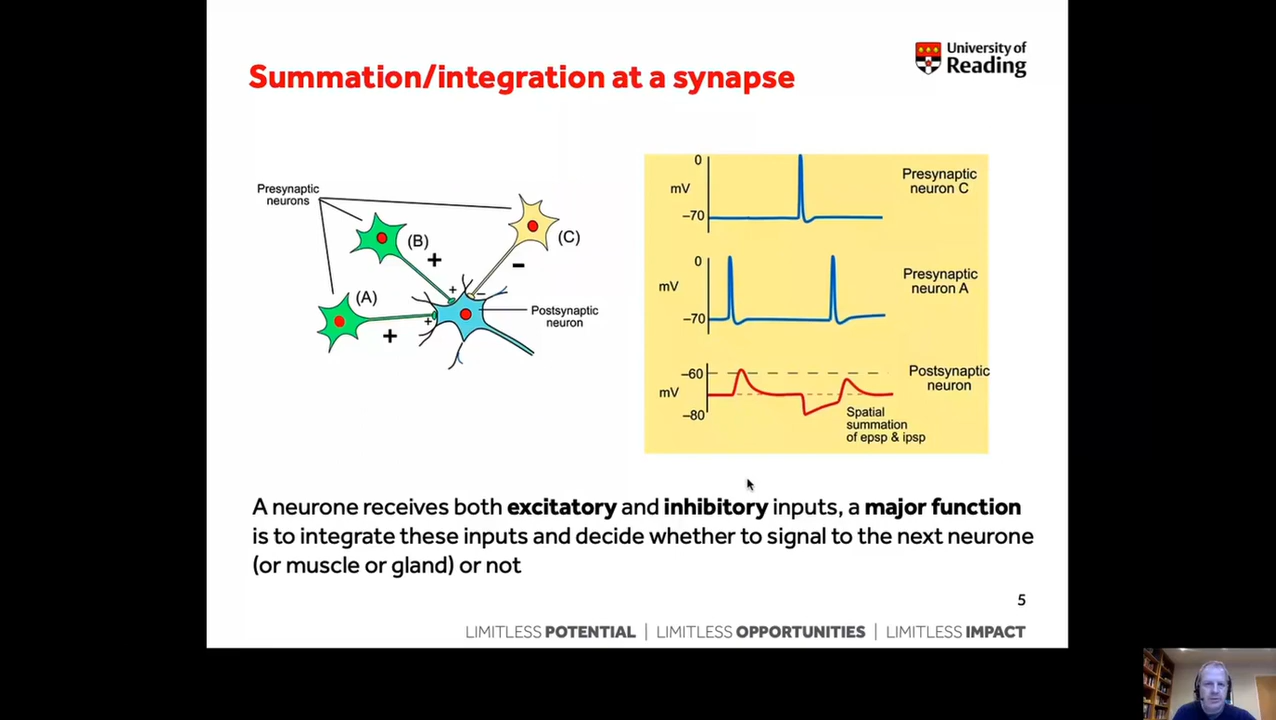 Summation/integration at a synapse
University of
Reading
Presynaptic
neurons
(B)
+
(C)
−
(A)
+
+
−
+
Postsynaptic
neuron
0
mV
−70
Presynaptic
neuron C
0
mV
−70
Presynaptic
neuron A
−60
mV
−80
Postsynaptic
neuron
Spatial
summation
of epsp & ipsp
A neurone receives both excitatory and inhibitory inputs, a major function
is to integrate these inputs and decide whether to signal to the next neurone
(or muscle or gland) or not
5
LIMITLESS POTENTIAL | LIMITLESS OPPORTUNITIES | LIMITLESS IMPACT